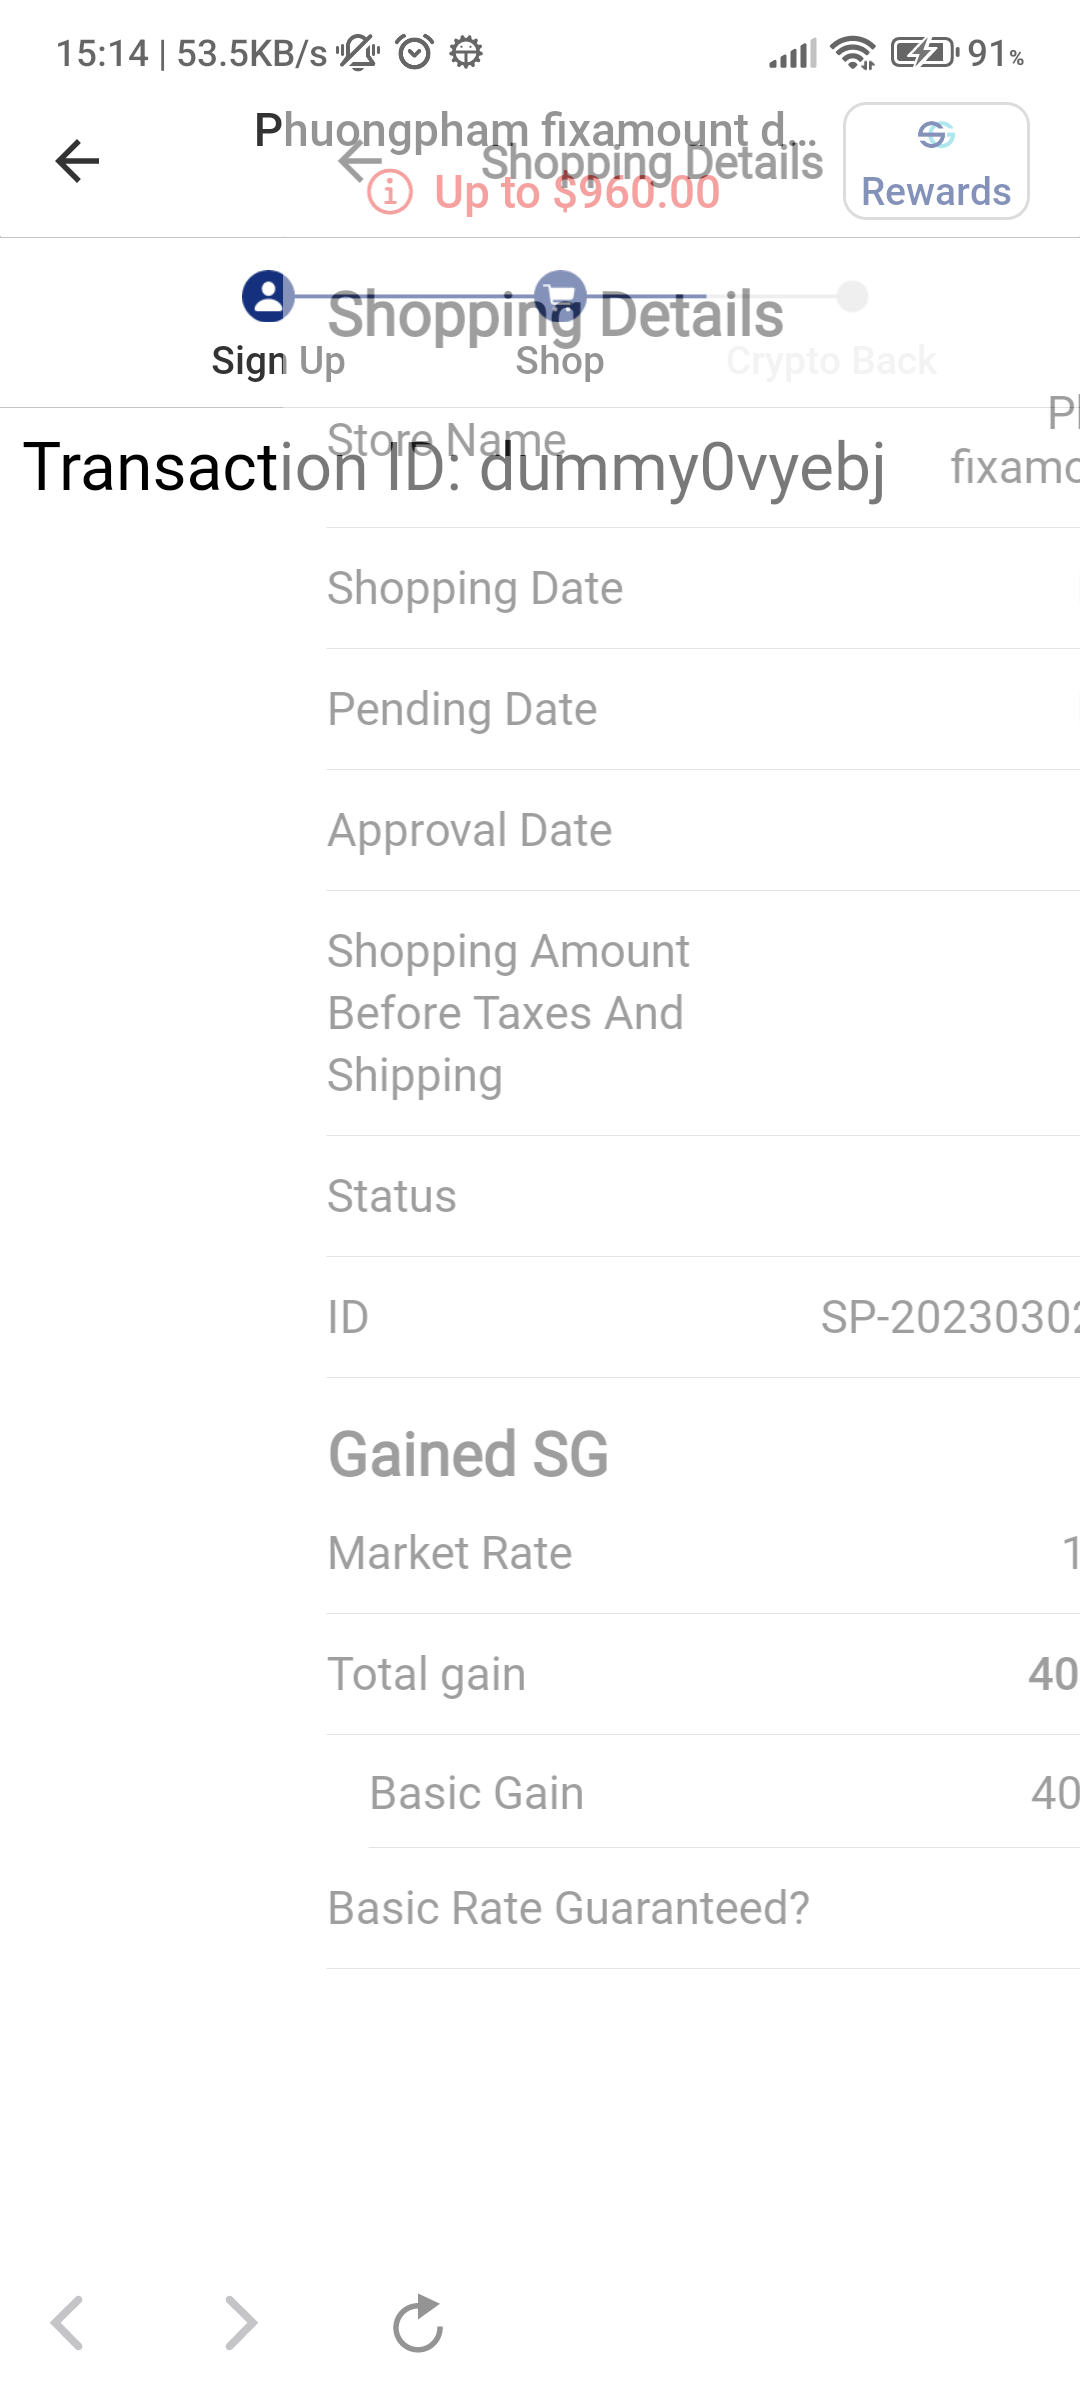 15:14 | 53.5KB/s 91%
Phuongpham fixamount d...
Shopping Details
Up to $960.00
Rewards
Shopping Details
Sign Up Shop Crypto Back
Store Name
Transaction ID: dummy0vyebj
fixamo
Shopping Date
Pending Date
Approval Date
Shopping Amount
Before Taxes And
Shipping
Status
ID SP-2023030
Gained SG
Market Rate 1
Total gain 40
Basic Gain 40
Basic Rate Guaranteed?